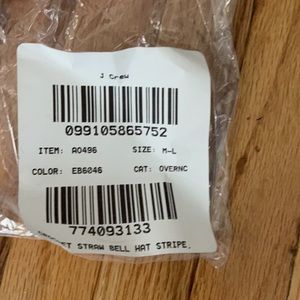 J Crew
099105865752
ITEM: A0496 SIZE: M-L
COLOR: EB6046 CAT: OVERNC
774093133
STRAW BELL HAT STRIPE,